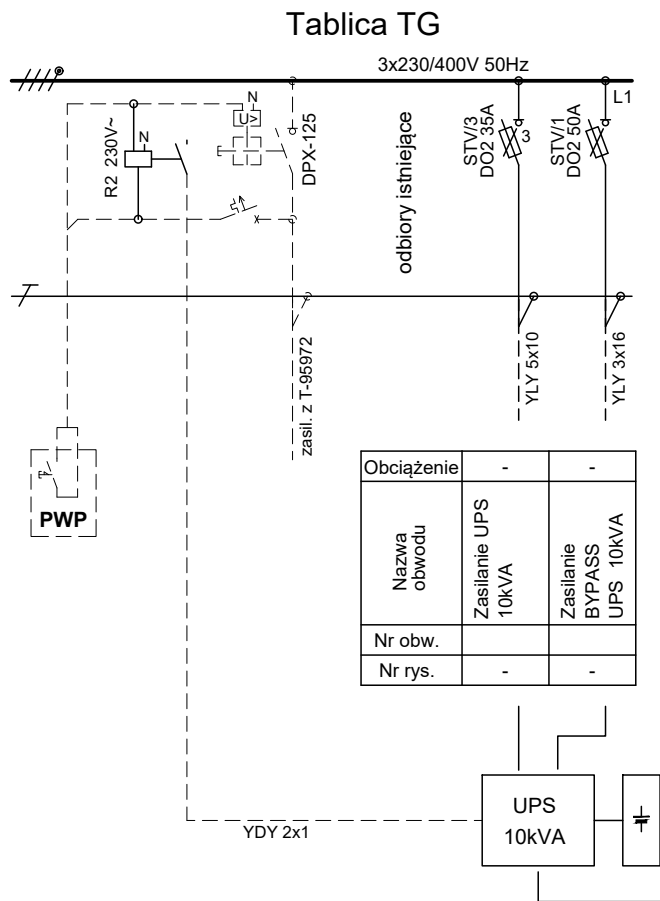 Tablica TG
3x230/400V 50Hz
L1
N
U>
N
R2 230V~
DPX-125
odbiory istniejące
STV/3
DO2 35A
3
STV/1
DO2 50A
zasil. z T-95972
YLY 5x10
YLY 3x16
PWP
Obciążenie - -
Nazwa
obwodu
Zasilanie UPS
10kVA
Zasilanie
BYPASS
UPS 10kVA
Nr obw.
Nr rys. - -
YDY 2x1
UPS
10kVA